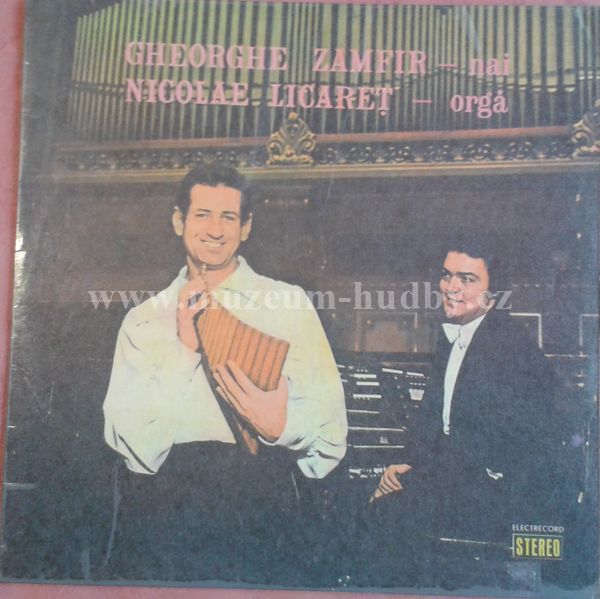 GHEORGHE ZAMFIR – nai
NICOLAE LICAREȚ – orgă
www.muzeum-hudby.cz
ELECTRECORD
STEREO